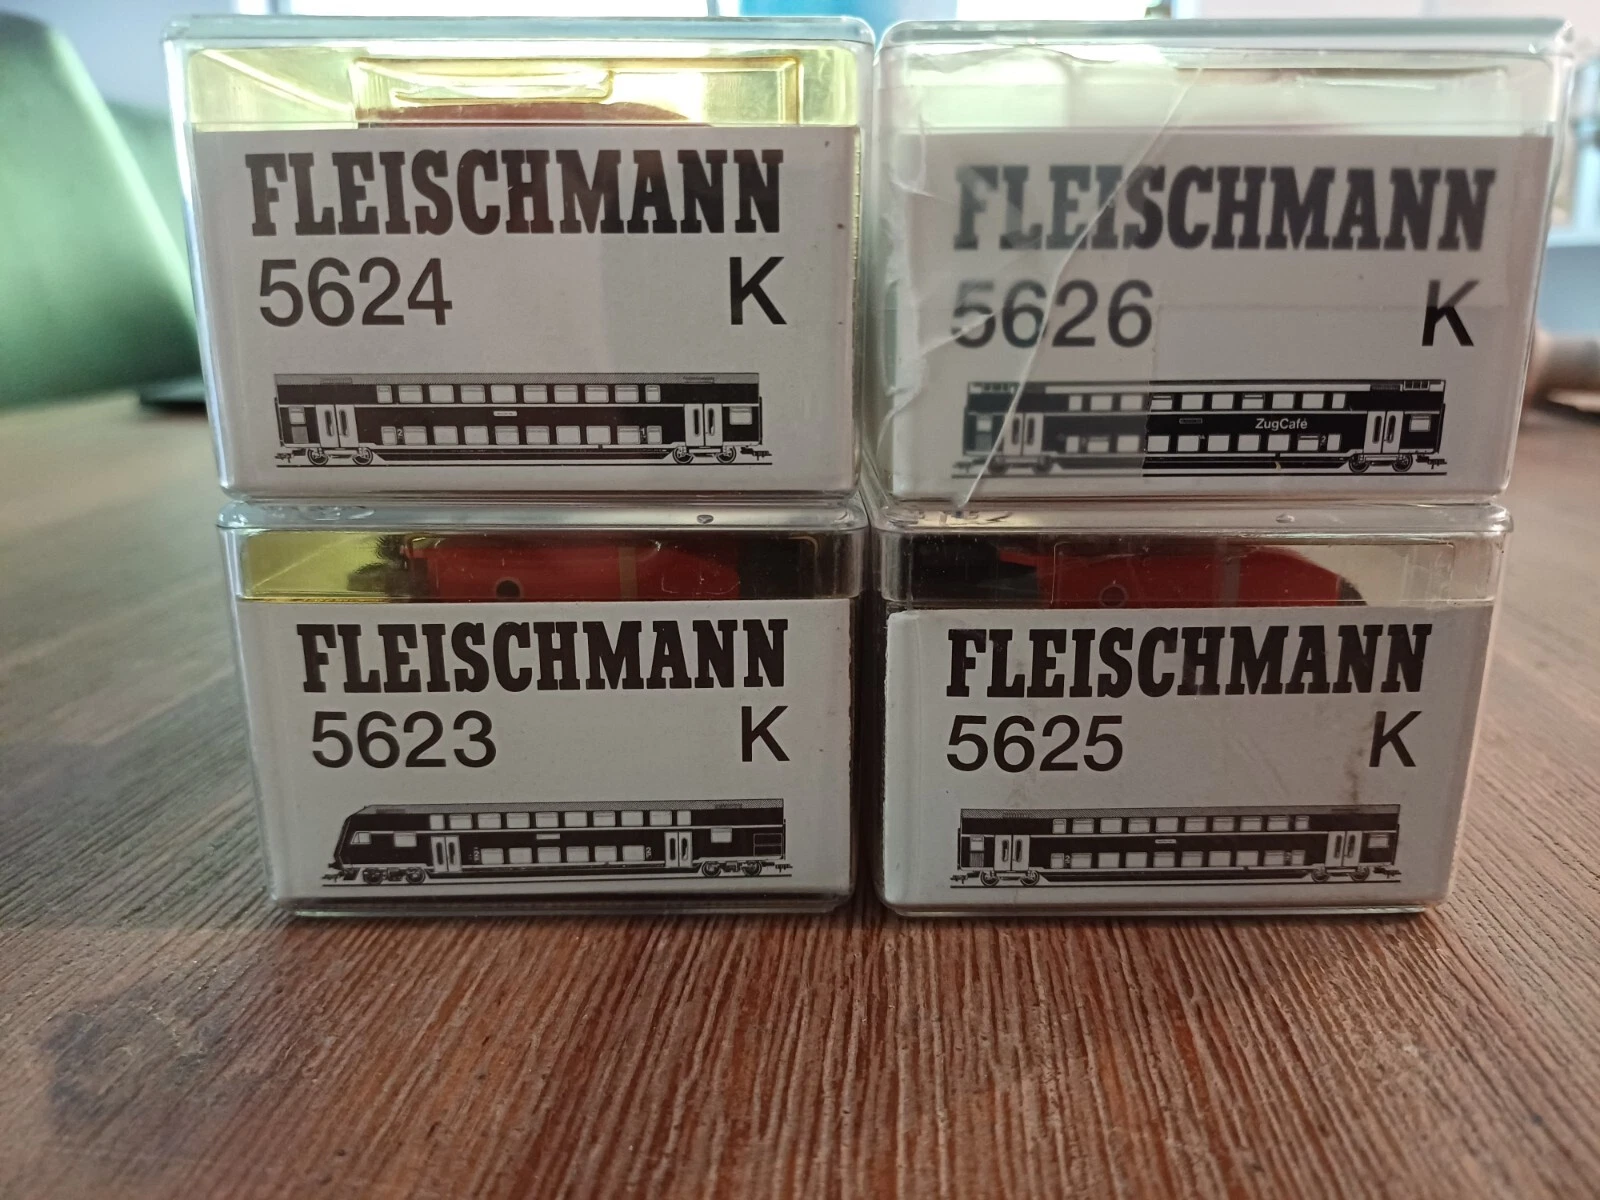 FLEISCHMANN
5624 K
FLEISCHMANN
5626 K
ZugCafé
FLEISCHMANN
5623 K
FLEISCHMANN
5625 K